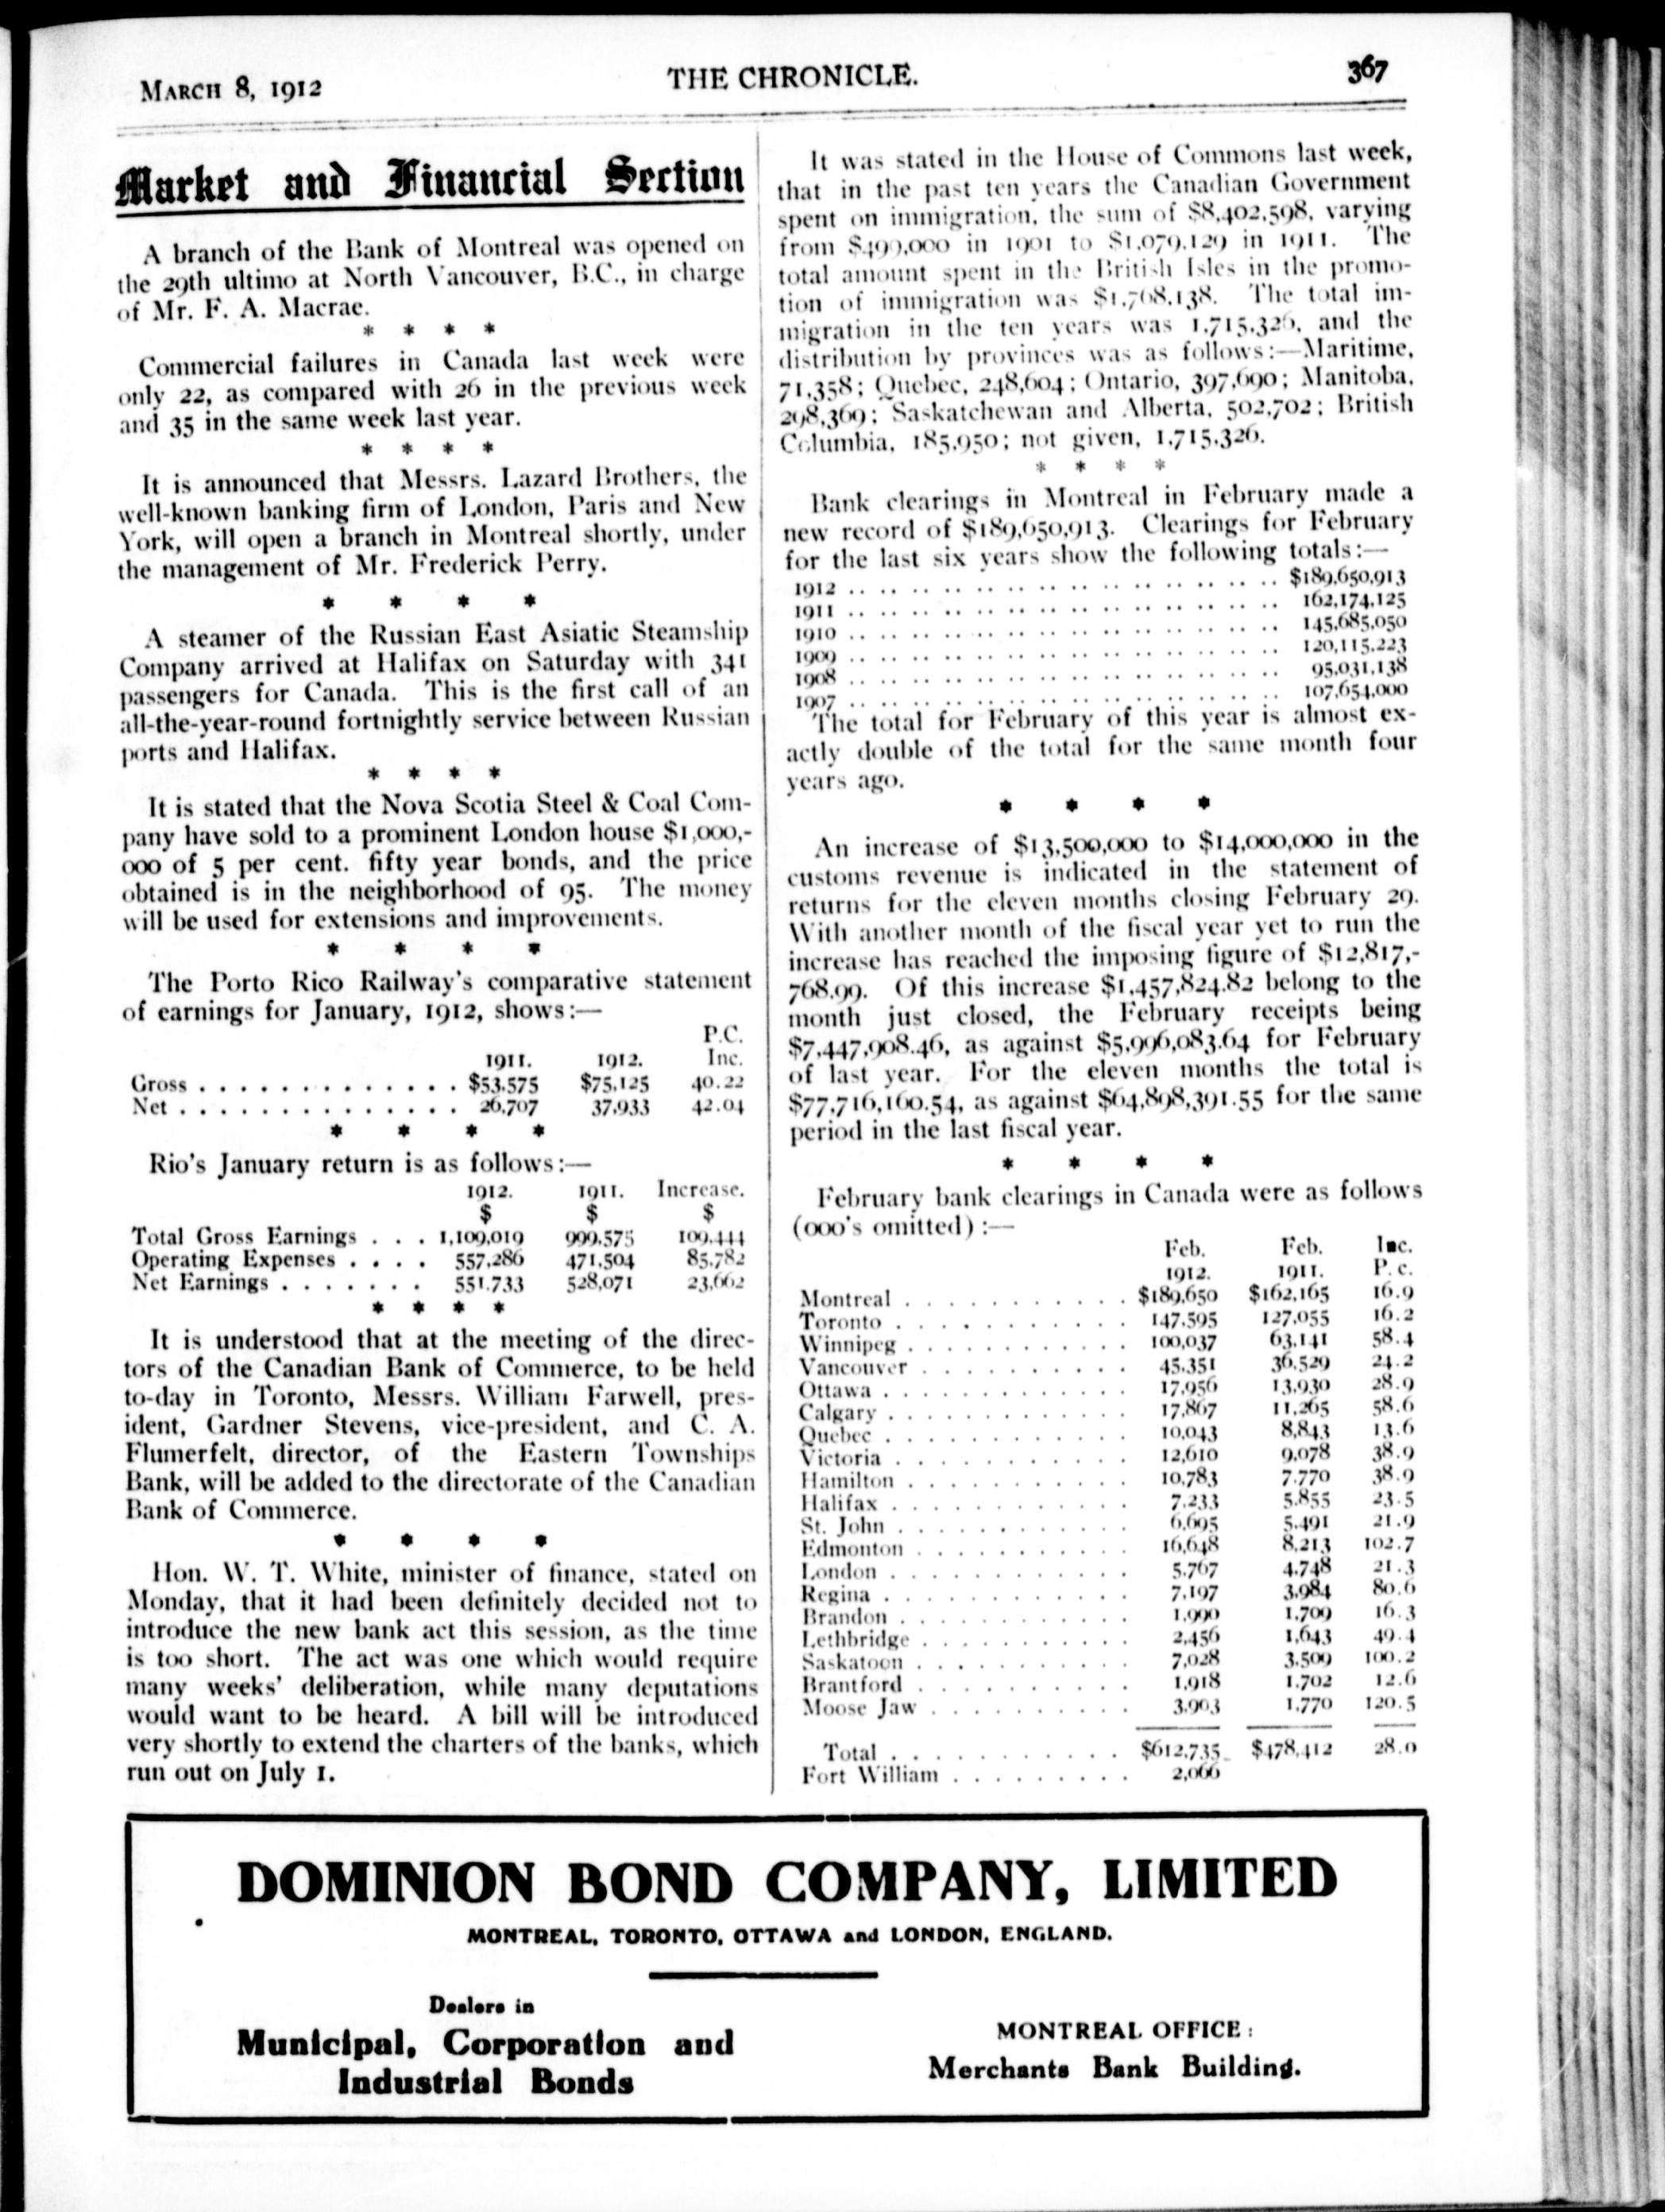 MARCH 8, 1912
THE CHRONICLE.
367
Market and Financial Section
A branch of the Bank of Montreal was opened on
the 29th ultimo at North Vancouver, B.C., in charge
of Mr. F. A. Macrae.
* * * *
Commercial failures in Canada last week were
only 22, as compared with 26 in the previous week
and 35 in the same week last year.
* * * *
It is announced that Messrs. Lazard Brothers, the
well-known banking firm of London, Paris and New
York, will open a branch in Montreal shortly, under
the management of Mr. Frederick Perry.
* * * *
A steamer of the Russian East Asiatic Steamship
Company arrived at Halifax on Saturday with 341
passengers for Canada. This is the first call of an
all-the-year-round fortnightly service between Russian
ports and Halifax.
* * * *
It is stated that the Nova Scotia Steel & Coal Com-
pany have sold to a prominent London house $1,000,-
000 of 5 per cent. fifty year bonds, and the price
obtained is in the neighborhood of 95. The money
will be used for extensions and improvements.
* * * *
The Porto Rico Railway's comparative statement
of earnings for January, 1912, shows:—
P.C.
1911. 1912. Inc.
Gross . . . . . . . . . . . . . $53,575 $75,125 40.22
Net . . . . . . . . . . . . . . 26,707 37,933 42.04
* * * *
Rio's January return is as follows:—
1912. 1911. Increase.
$ $ $
Total Gross Earnings . . . 1,109,019 999,575 109,444
Operating Expenses . . . . 557,286 471,504 85,782
Net Earnings . . . . . . . 551,733 528,071 23,662
* * * *
It is understood that at the meeting of the direc-
tors of the Canadian Bank of Commerce, to be held
to-day in Toronto, Messrs. William Farwell, pres-
ident, Gardner Stevens, vice-president, and C. A.
Flumerfelt, director, of the Eastern Townships
Bank, will be added to the directorate of the Canadian
Bank of Commerce.
* * * *
Hon. W. T. White, minister of finance, stated on
Monday, that it had been definitely decided not to
introduce the new bank act this session, as the time
is too short. The act was one which would require
many weeks' deliberation, while many deputations
would want to be heard. A bill will be introduced
very shortly to extend the charters of the banks, which
run out on July 1.
It was stated in the House of Commons last week,
that in the past ten years the Canadian Government
spent on immigration, the sum of $8,402,598, varying
from $499,000 in 1901 to $1,079,129 in 1911. The
total amount spent in the British Isles in the promo-
tion of immigration was $1,768,138. The total im-
migration in the ten years was 1,715,326, and the
distribution by provinces was as follows:—Maritime,
71,358; Quebec, 248,604; Ontario, 397,690; Manitoba,
298,369; Saskatchewan and Alberta, 502,702; British
Columbia, 185,950; not given, 1,715,326.
* * * *
Bank clearings in Montreal in February made a
new record of $189,650,913. Clearings for February
for the last six years show the following totals:—
1912 .. .. .. .. .. .. .. .. .. .. .. .. .. .. $189,650,913
1911 .. .. .. .. .. .. .. .. .. .. .. .. .. .. 162,174,125
1910 .. .. .. .. .. .. .. .. .. .. .. .. .. .. 145,685,050
1909 .. .. .. .. .. .. .. .. .. .. .. .. .. .. 120,115,223
1908 .. .. .. .. .. .. .. .. .. .. .. .. .. .. 95,031,138
1907 .. .. .. .. .. .. .. .. .. .. .. .. .. .. 107,654,000
The total for February of this year is almost ex-
actly double of the total for the same month four
years ago.
* * * *
An increase of $13,500,000 to $14,000,000 in the
customs revenue is indicated in the statement of
returns for the eleven months closing February 29.
With another month of the fiscal year yet to run the
increase has reached the imposing figure of $12,817,-
768.99. Of this increase $1,457,824.82 belong to the
month just closed, the February receipts being
$7,447,908.46, as against $5,996,083.64 for February
of last year. For the eleven months the total is
$77,716,160.54, as against $64,898,391.55 for the same
period in the last fiscal year.
* * * *
February bank clearings in Canada were as follows
(000's omitted) :—
Feb. Feb. Inc.
1912. 1911. P. c.
Montreal . . . . . . . . . . . $189,650 $162,165 16.9
Toronto . . . . . . . . . . . . 147,595 127,055 16.2
Winnipeg . . . . . . . . . . . 100,037 63,141 58.4
Vancouver . . . . . . . . . . . 45,351 36,529 24.2
Ottawa . . . . . . . . . . . . 17,956 13,930 28.9
Calgary . . . . . . . . . . . . 17,867 11,265 58.6
Quebec . . . . . . . . . . . . 10,043 8,843 13.6
Victoria . . . . . . . . . . . . 12,610 9,078 38.9
Hamilton . . . . . . . . . . . 10,783 7,770 38.9
Halifax . . . . . . . . . . . . 7,233 5,855 23.5
St. John . . . . . . . . . . . . 6,695 5,491 21.9
Edmonton . . . . . . . . . . . 16,648 8,213 102.7
London . . . . . . . . . . . . 5,767 4,748 21.3
Regina . . . . . . . . . . . . 7,197 3,984 80.6
Brandon . . . . . . . . . . . . 1,990 1,709 16.3
Lethbridge . . . . . . . . . . . 2,456 1,643 49.4
Saskatoon . . . . . . . . . . . 7,028 3,509 100.2
Brantford . . . . . . . . . . . 1,918 1,702 12.6
Moose Jaw . . . . . . . . . . 3,903 1,770 120.5
Total . . . . . . . . . . . . $612,735 $478,412 28.0
Fort William . . . . . . . . . 2,066
DOMINION BOND COMPANY, LIMITED
MONTREAL, TORONTO, OTTAWA and LONDON, ENGLAND.
Dealers in
Municipal, Corporation and
Industrial Bonds
MONTREAL OFFICE:
Merchants Bank Building.